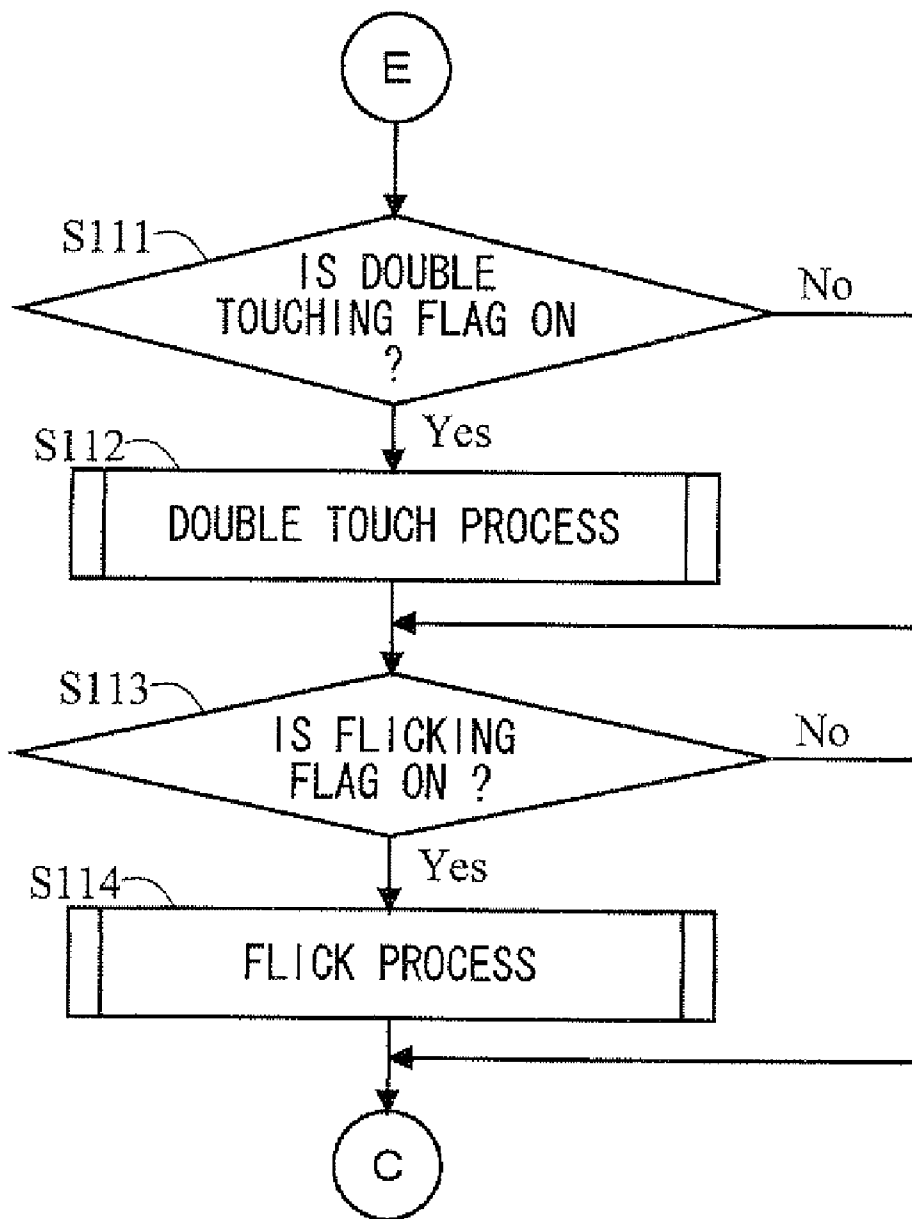 E
S111
IS DOUBLE
TOUCHING FLAG ON
?
No
Yes
S112
DOUBLE TOUCH PROCESS
S113
IS FLICKING
FLAG ON ?
No
Yes
S114
FLICK PROCESS
C